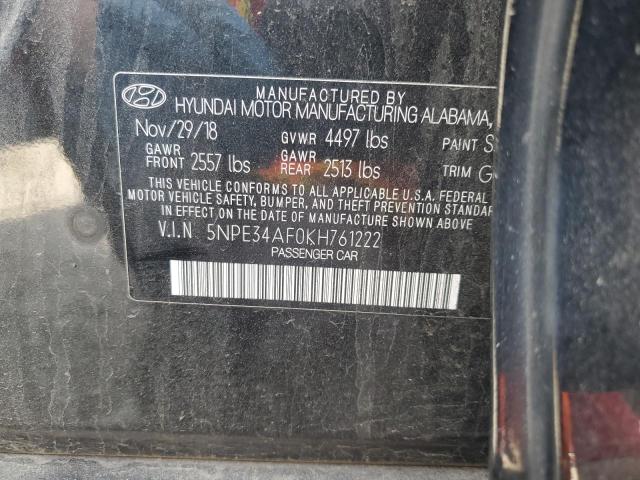 MANUFACTURED BY
HYUNDAI MOTOR MANUFACTURING ALABAMA,
Nov/29/18 GVWR 4497 lbs PAINT S
GAWR FRONT 2557 lbs GAWR REAR 2513 lbs TRIM G
THIS VEHICLE CONFORMS TO ALL APPLICABLE U.S.A. FEDERAL
MOTOR VEHICLE SAFETY, BUMPER, AND THEFT PREVENTION STANDAR
IN EFFECT ON THE DATE OF MANUFACTURE SHOWN ABOVE
V.I.N 5NPE34AF0KH761222
PASSENGER CAR